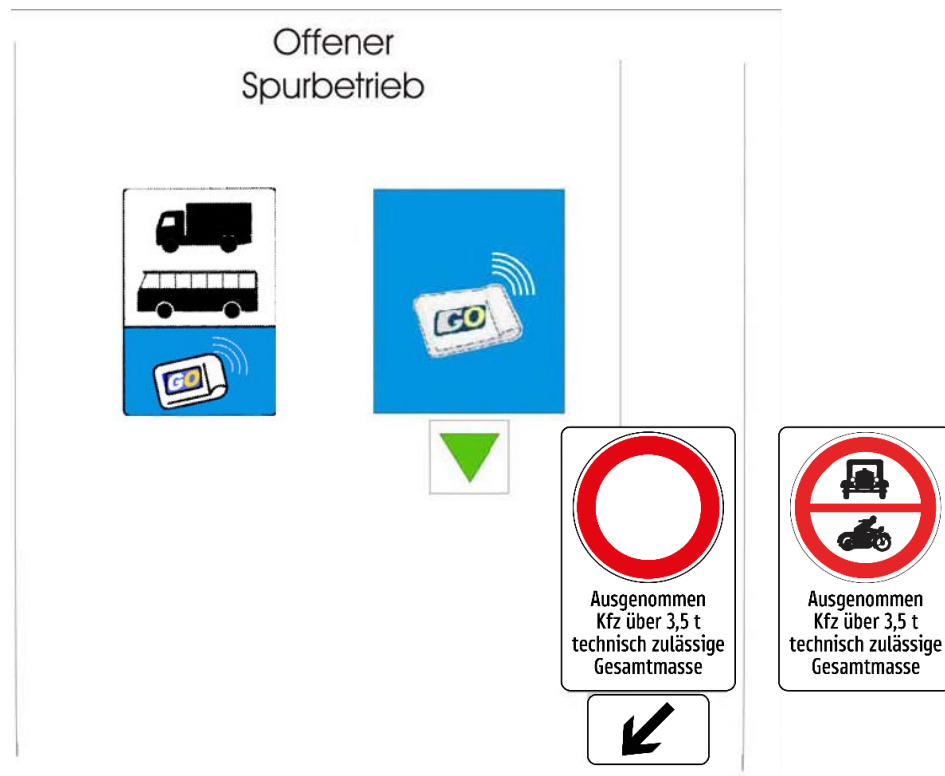 Offener
Spurbetrieb
GO
GO
Ausgenommen
Kfz über 3,5 t
technisch zulässige
Gesamtmasse
Ausgenommen
Kfz über 3,5 t
technisch zulässige
Gesamtmasse